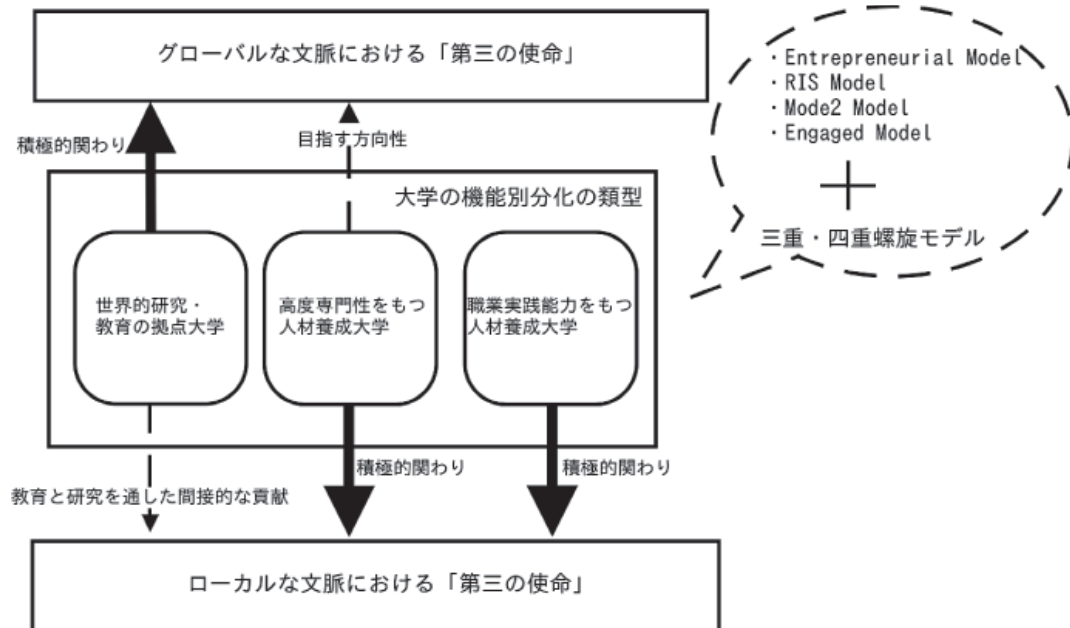 グローバルな文脈における「第三の使命」
・Entrepreneurial Model
・RIS Model
・Mode2 Model
・Engaged Model
三重・四重螺旋モデル
積極的関わり
目指す方向性
大学の機能別分化の類型
世界的研究・
教育の拠点大学
高度専門性をもつ
人材養成大学
職業実践能力をもつ
人材養成大学
積極的関わり
積極的関わり
教育と研究を通した間接的な貢献
ローカルな文脈における「第三の使命」